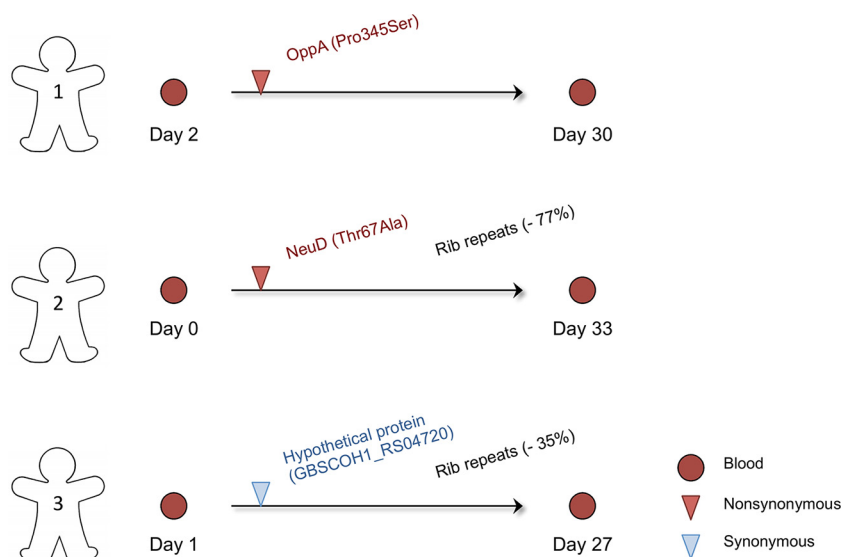 OppA (Pro345Ser)
1
Day 2
Day 30
NeuD (Thr67Ala)
Rib repeats (- 77%)
2
Day 0
Day 33
Hypothetical protein
(GBSCOH1_RS04720)
Rib repeats (- 35%)
3
Day 1
Day 27
Blood
Nonsynonymous
Synonymous